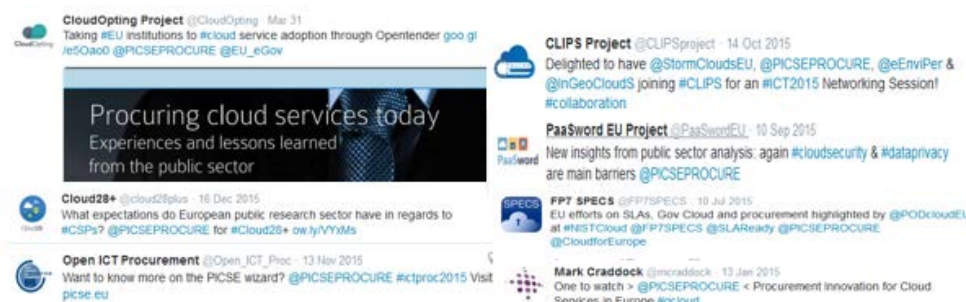 CloudOpting Project @CloudOpting · Mar 31
Taking #EU institutions to #cloud service adoption through Opentender goo.gl
/e5Oao0 @PICSEPROCURE @EU_eGov
CloudOpting
Procuring cloud services today
Experiences and lessons learned
from the public sector
Cloud28+ @cloud28plus · 16 Dec 2015
What expectations do European public research sector have in regards to
#CSPs? @PICSEPROCURE for #Cloud28+ ow.ly/VYxMs
Cloud28
Open ICT Procurement @Open_ICT_Proc · 13 Nov 2015
Want to know more on the PICSE wizard? @PICSEPROCURE #ictproc2015 Visit
picse.eu
CLIPS Project @CLIPSproject · 14 Oct 2015
Delighted to have @StormCloudsEU, @PICSEPROCURE, @eEnviPer &
@InGeoCloudS joining #CLIPS for an #ICT2015 Networking Session!
#collaboration
PaaSword EU Project @PaaSwordEU · 10 Sep 2015
PaaSword
New insights from public sector analysis: again #cloudsecurity & #dataprivacy
are main barriers @PICSEPROCURE
SPECS
FP7 SPECS @FP7SPECS · 10 Jul 2015
EU efforts on SLAs, Gov Cloud and procurement highlighted by @PODcloudEU
at #NISTCloud @FP7SPECS @SLAReady @PICSEPROCURE
@CloudforEurope
Mark Craddock @mcraddock · 13 Jan 2015
One to watch > @PICSEPROCURE < Procurement Innovation for Cloud
Services in Europe #gcloud